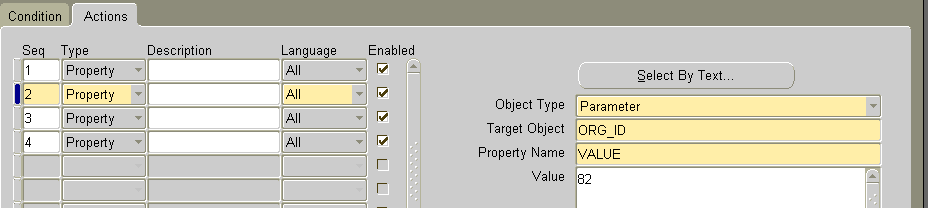 Condition Actions
Seq Type Description Language Enabled
1 Property All
2 Property All
3 Property All
4 Property All
Select By Text...
Object Type Parameter
Target Object ORG_ID
Property Name VALUE
Value 82